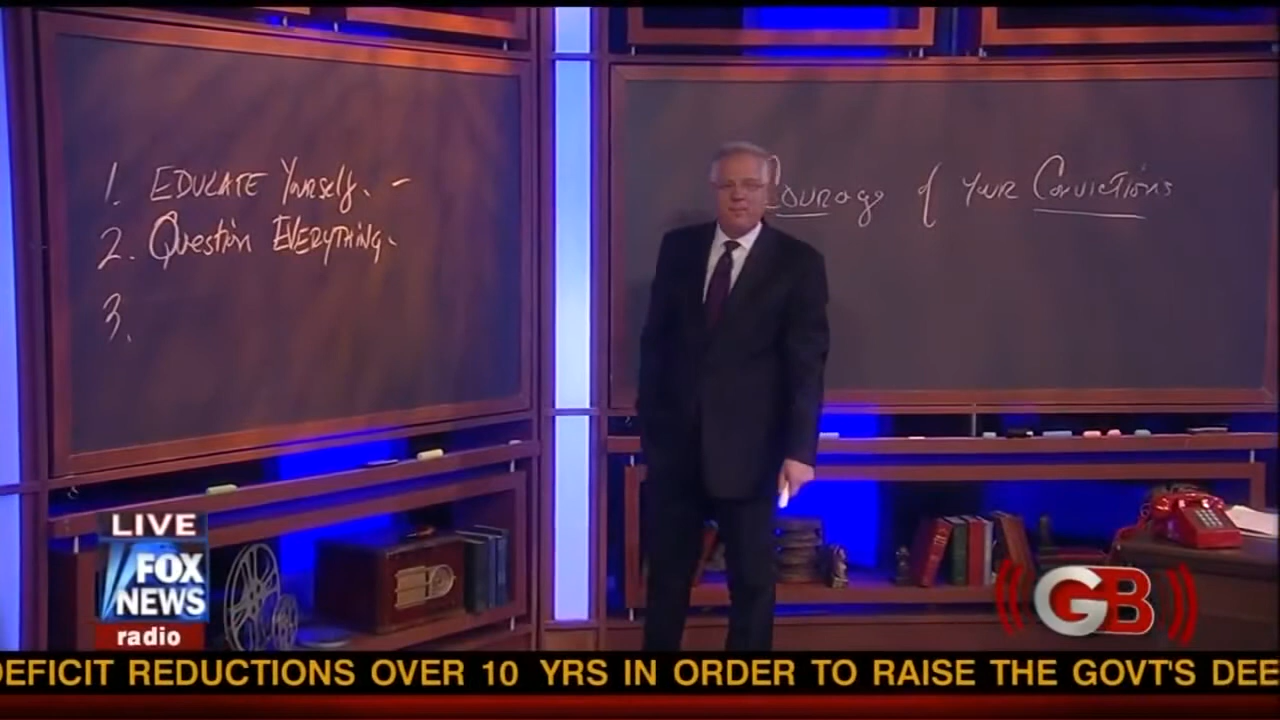 1. EDUCATE Yourself. -
2. Question EVERYTHING.
3.
Courage of Your Convictions
LIVE
FOX
NEWS
radio
GB
DEFICIT REDUCTIONS OVER 10 YRS IN ORDER TO RAISE THE GOVT'S DEE